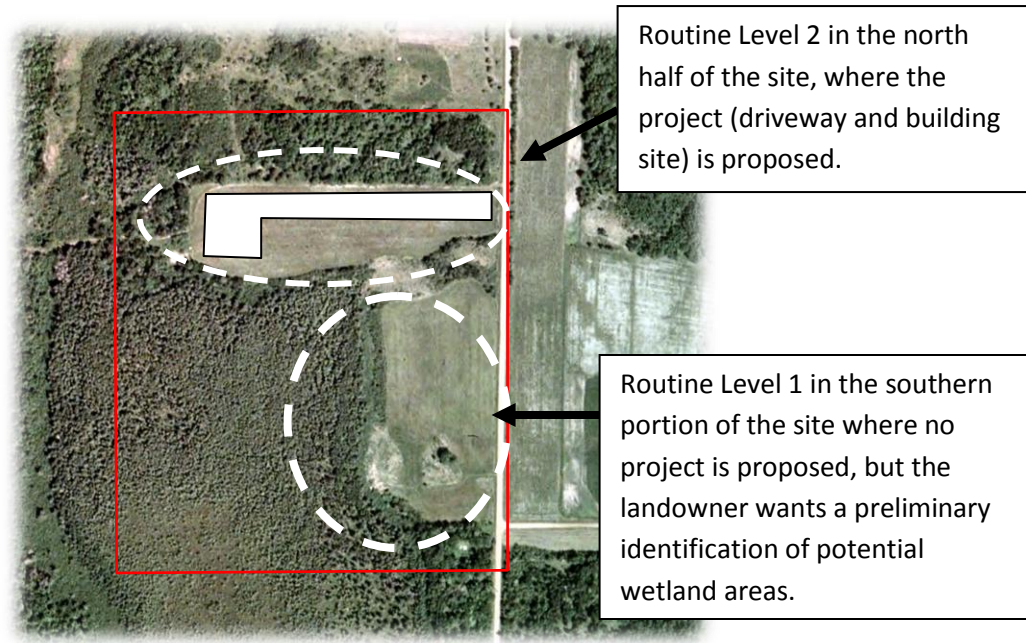 Routine Level 2 in the north
half of the site, where the
project (driveway and building
site) is proposed.
Routine Level 1 in the southern
portion of the site where no
project is proposed, but the
landowner wants a preliminary
identification of potential
wetland areas.